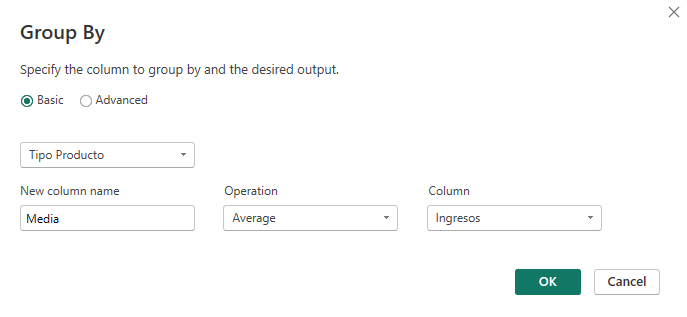 Group By
Specify the column to group by and the desired output.
Basic Advanced
Tipo Producto
New column name Operation Column
Media Average Ingresos
OK Cancel